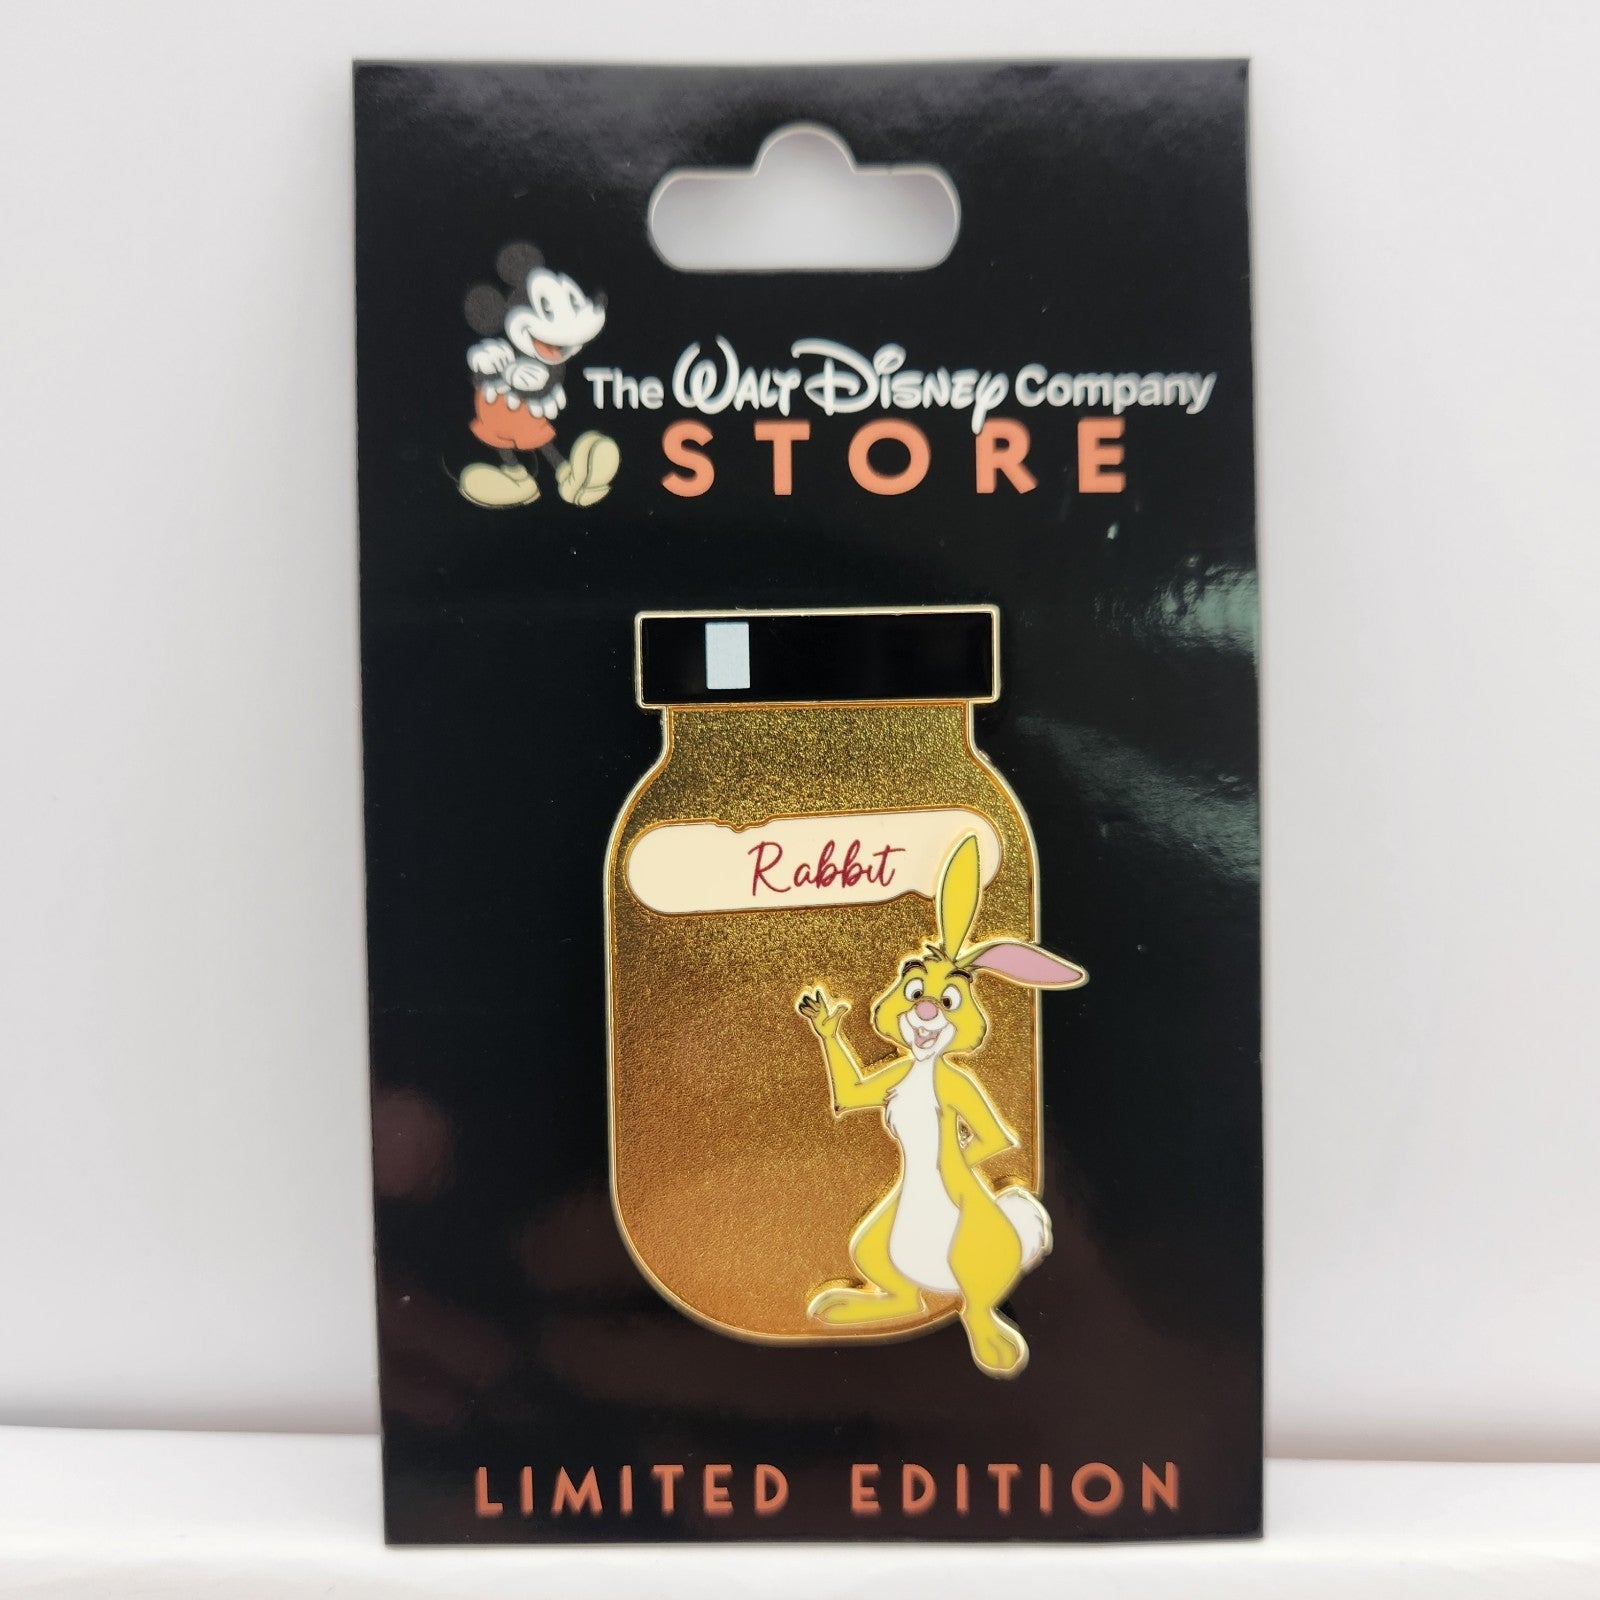 The Walt Disney Company
STORE
Rabbit
LIMITED EDITION